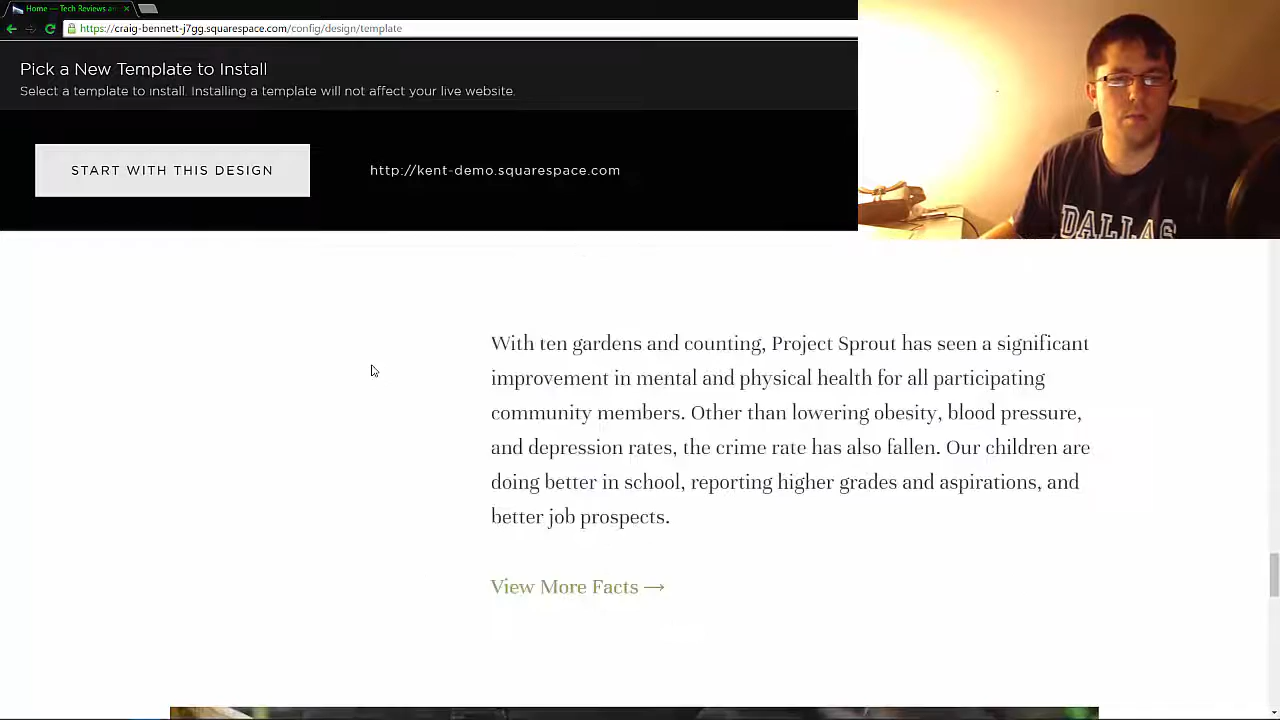 Home — Tech Reviews an
https://craig-bennett-j7gg.squarespace.com/config/design/template
Pick a New Template to Install
Select a template to install. Installing a template will not affect your live website.
START WITH THIS DESIGN
http://kent-demo.squarespace.com
DALLAS
With ten gardens and counting, Project Sprout has seen a significant
improvement in mental and physical health for all participating
community members. Other than lowering obesity, blood pressure,
and depression rates, the crime rate has also fallen. Our children are
doing better in school, reporting higher grades and aspirations, and
better job prospects.
View More Facts →